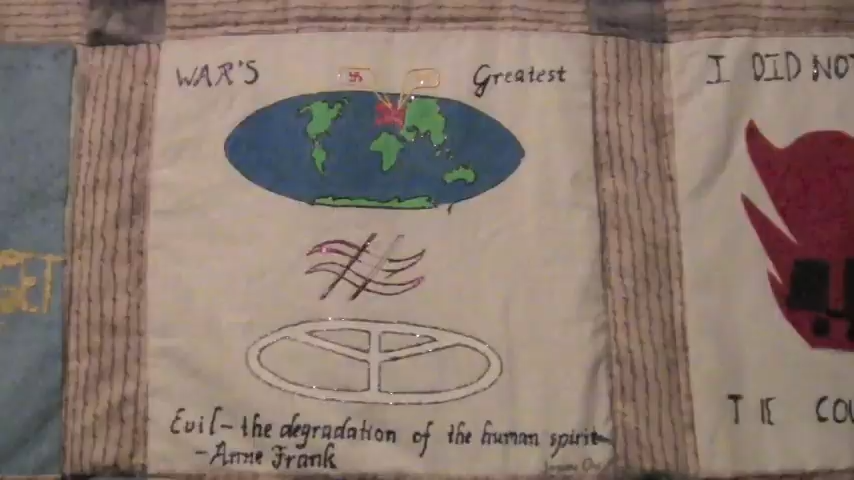 WAR'S Greatest
Evil - the degradation of the human spirit
- Anne Frank
I DID NOT